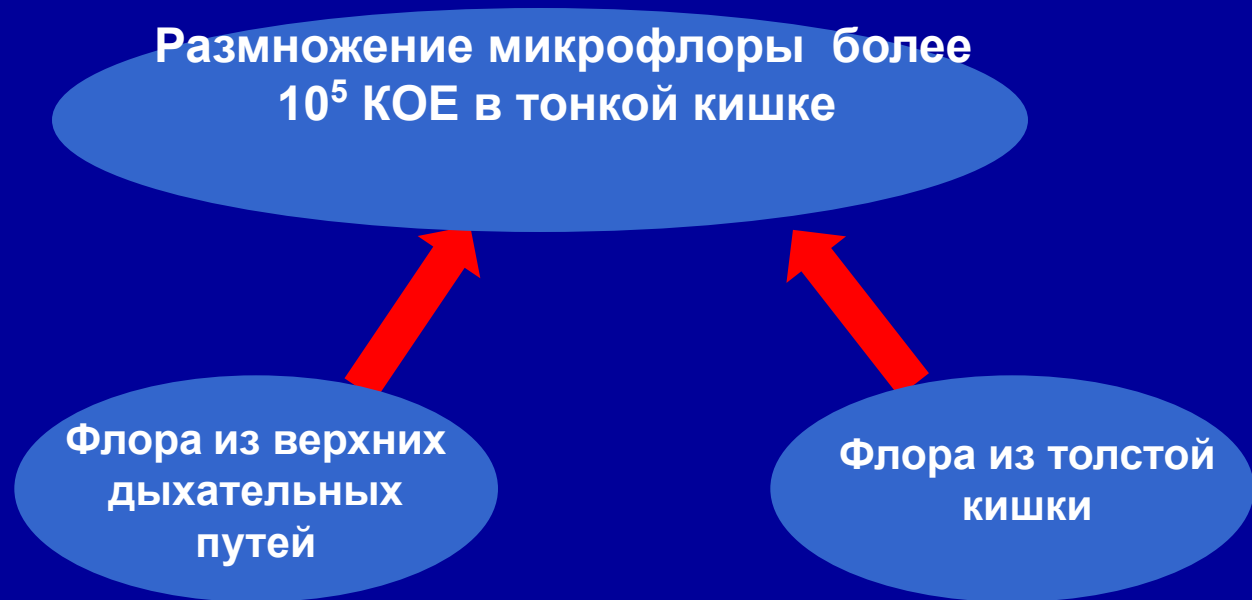 Размножение микрофлоры более
10⁵ КОЕ в тонкой кишке
Флора из верхних
дыхательных
путей
Флора из толстой
кишки